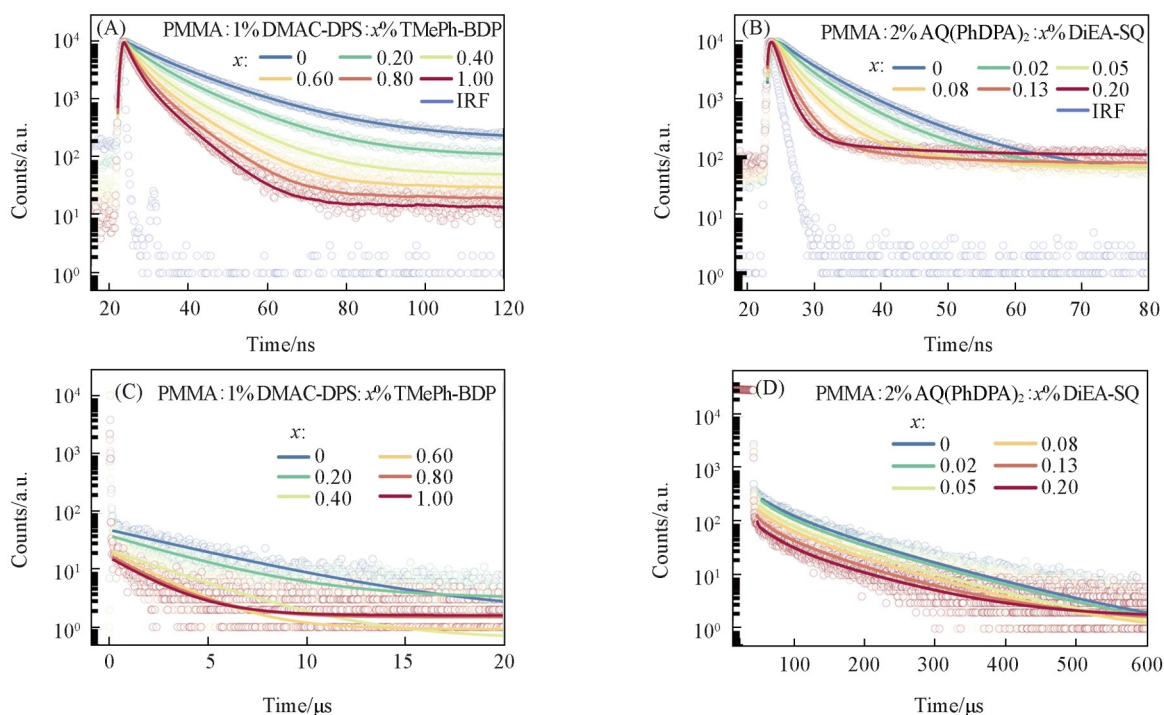 (A) PMMA:1% DMAC-DPS:x% TMePh-BDP
x: 0 0.20 0.40
0.60 0.80 1.00
IRF
Counts/a.u.
10⁴
10³
10²
10¹
10⁰
20 40 60 80 100 120
Time/ns
(B) PMMA:2% AQ(PhDPA)₂:x% DiEA-SQ
x: 0 0.02 0.05
0.08 0.13 0.20
IRF
Counts/a.u.
10⁴
10³
10²
10¹
10⁰
20 30 40 50 60 70 80
Time/ns
(C) PMMA:1% DMAC-DPS:x% TMePh-BDP
x:
0 0.60
0.20 0.80
0.40 1.00
Counts/a.u.
10⁴
10³
10²
10¹
10⁰
0 5 10 15 20
Time/μs
(D) PMMA:2% AQ(PhDPA)₂:x% DiEA-SQ
x:
0 0.08
0.02 0.13
0.05 0.20
Counts/a.u.
10⁴
10³
10²
10¹
10⁰
100 200 300 400 500 600
Time/μs